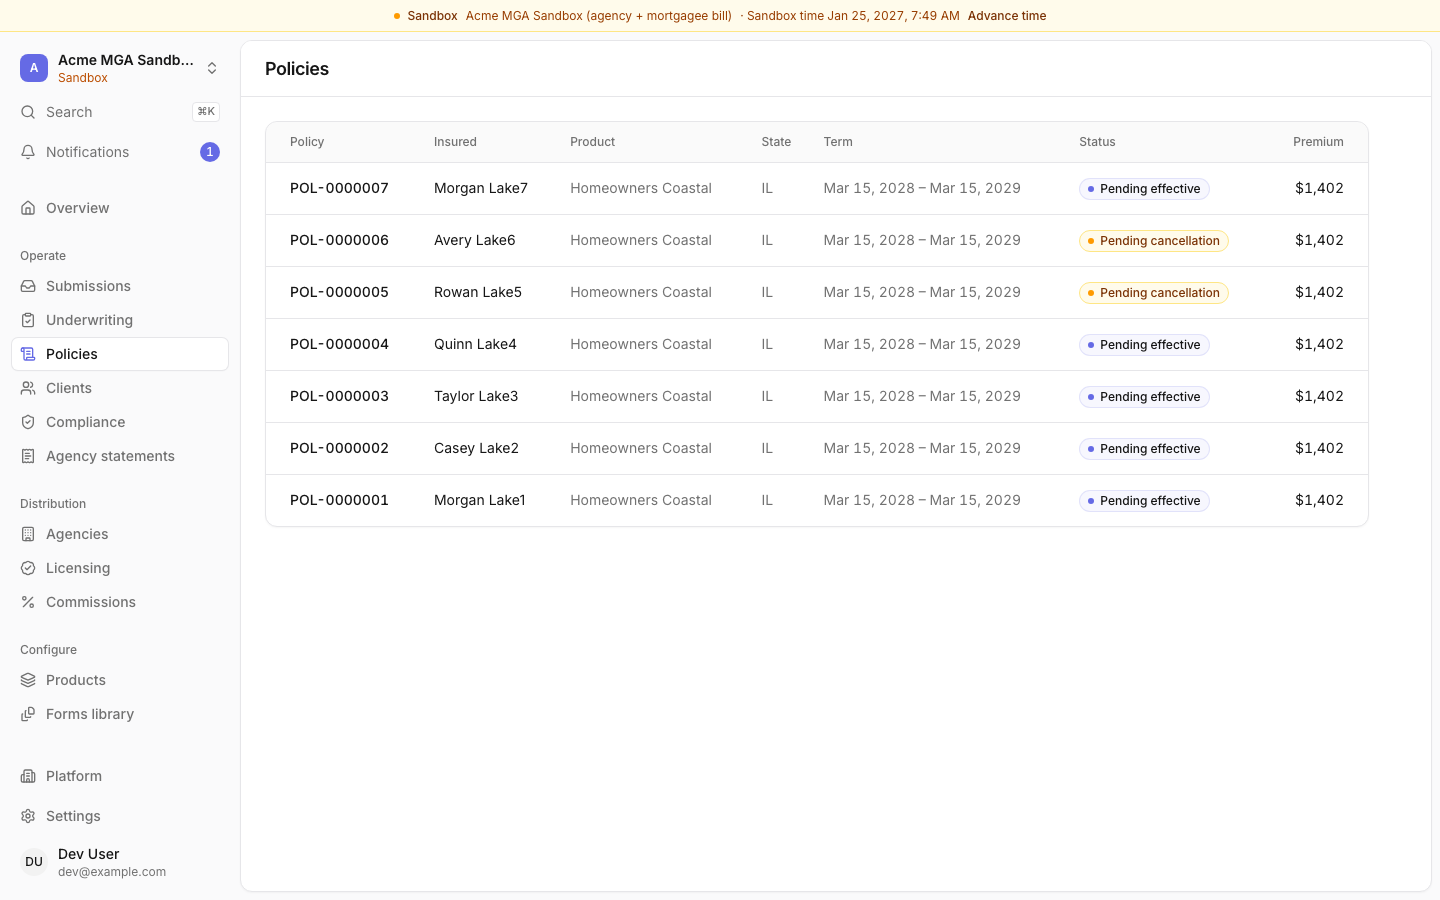 Sandbox Acme MGA Sandbox (agency + mortgagee bill) · Sandbox time Jan 25, 2027, 7:49 AM Advance time
A
Acme MGA Sandb...
Sandbox
Search ⌘K
Notifications 1
Overview
Operate
Submissions
Underwriting
Policies
Clients
Compliance
Agency statements
Distribution
Agencies
Licensing
Commissions
Configure
Products
Forms library
Platform
Settings
DU
Dev User
dev@example.com
Policies
Policy Insured Product State Term Status Premium
POL-0000007 Morgan Lake7 Homeowners Coastal IL Mar 15, 2028 – Mar 15, 2029 Pending effective $1,402
POL-0000006 Avery Lake6 Homeowners Coastal IL Mar 15, 2028 – Mar 15, 2029 Pending cancellation $1,402
POL-0000005 Rowan Lake5 Homeowners Coastal IL Mar 15, 2028 – Mar 15, 2029 Pending cancellation $1,402
POL-0000004 Quinn Lake4 Homeowners Coastal IL Mar 15, 2028 – Mar 15, 2029 Pending effective $1,402
POL-0000003 Taylor Lake3 Homeowners Coastal IL Mar 15, 2028 – Mar 15, 2029 Pending effective $1,402
POL-0000002 Casey Lake2 Homeowners Coastal IL Mar 15, 2028 – Mar 15, 2029 Pending effective $1,402
POL-0000001 Morgan Lake1 Homeowners Coastal IL Mar 15, 2028 – Mar 15, 2029 Pending effective $1,402